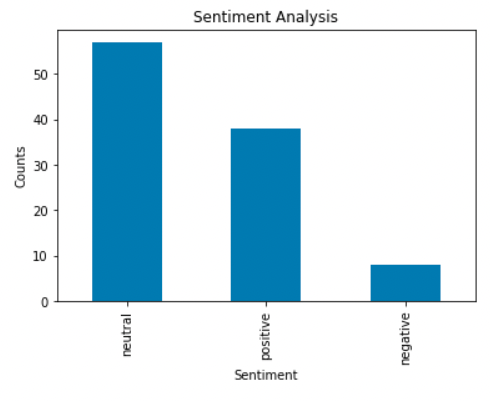 Sentiment Analysis
50
40
30
20
10
0
Counts
neutral
positive
negative
Sentiment